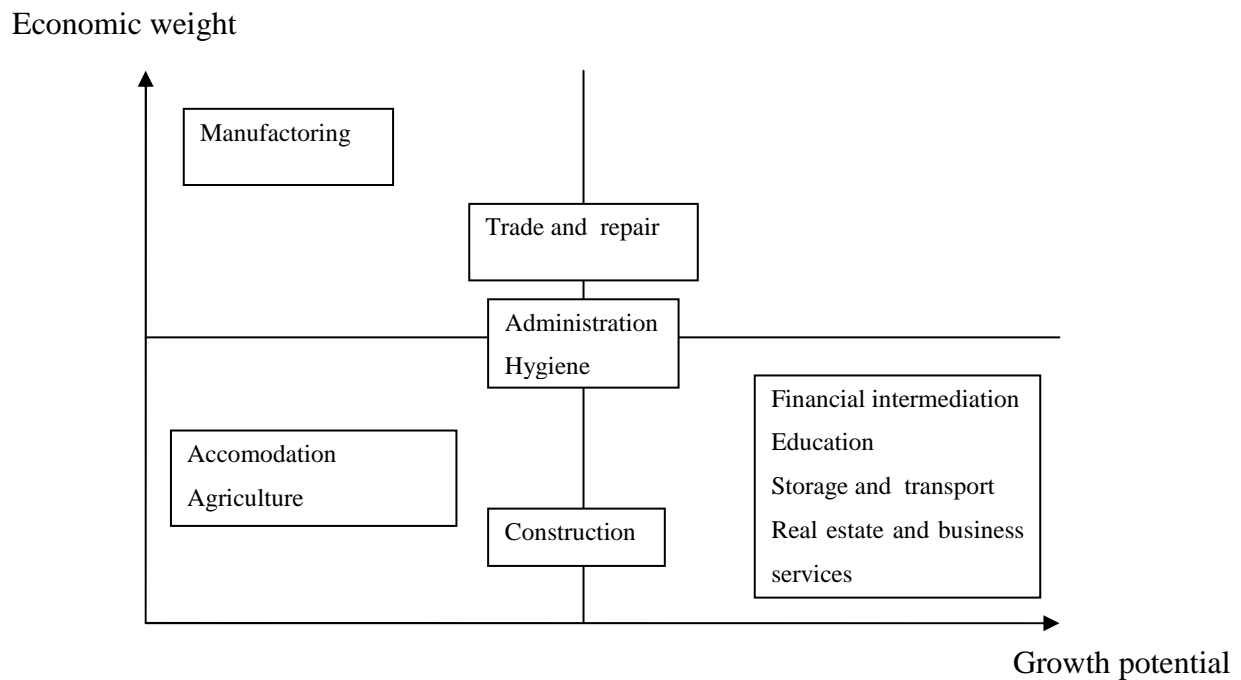 Economic weight
Manufactoring
Trade and repair
Administration
Hygiene
Financial intermediation
Education
Storage and transport
Real estate and business
services
Accomodation
Agriculture
Construction
Growth potential